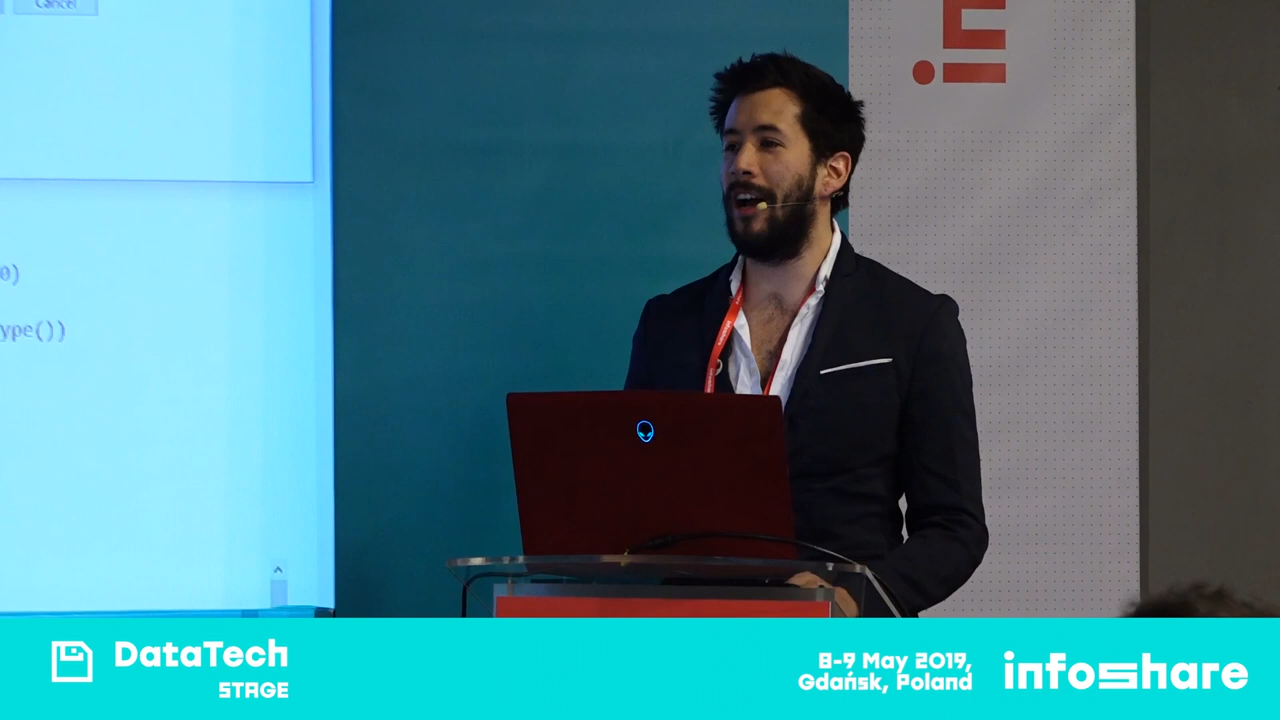 Cancel
0)
ype())
DataTech
STAGE
8-9 May 2019,
Gdańsk, Poland
infoshare